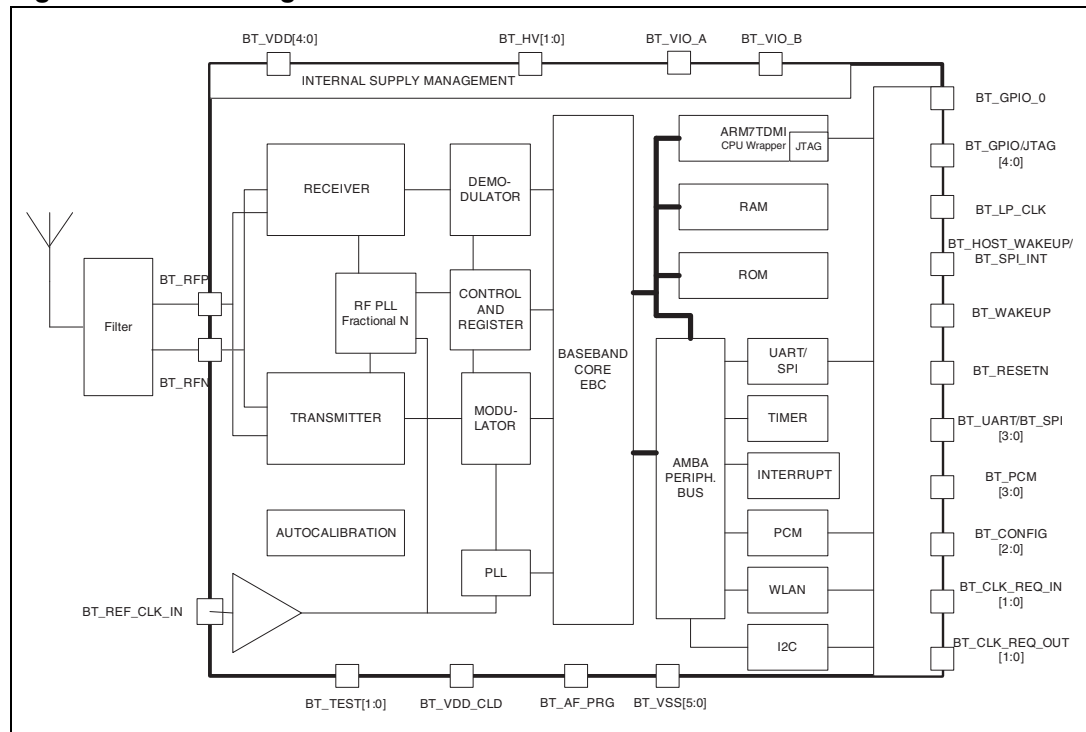 BT_VDD[4:0]
BT_HV[1:0]
BT_VIO_A
BT_VIO_B
INTERNAL SUPPLY MANAGEMENT
BT_GPIO_0
ARM7TDMI
CPU Wrapper
JTAG
BT_GPIO/JTAG
[4:0]
RECEIVER
DEMO-
DULATOR
RAM
BT_LP_CLK
BT_HOST_WAKEUP/
BT_SPI_INT
ROM
BT_RFP
Filter
RF PLL
Fractional N
CONTROL
AND
REGISTER
BT_WAKEUP
BASEBAND
CORE
EBC
UART/
SPI
BT_RFN
BT_RESETN
TRANSMITTER
MODU-
LATOR
TIMER
BT_UART/BT_SPI
[3:0]
AMBA
PERIPH.
BUS
INTERRUPT
BT_PCM
[3:0]
AUTOCALIBRATION
PCM
BT_CONFIG
[2:0]
PLL
WLAN
BT_CLK_REQ_IN
[1:0]
BT_REF_CLK_IN
I2C
BT_CLK_REQ_OUT
[1:0]
BT_TEST[1:0]
BT_VDD_CLD
BT_AF_PRG
BT_VSS[5:0]